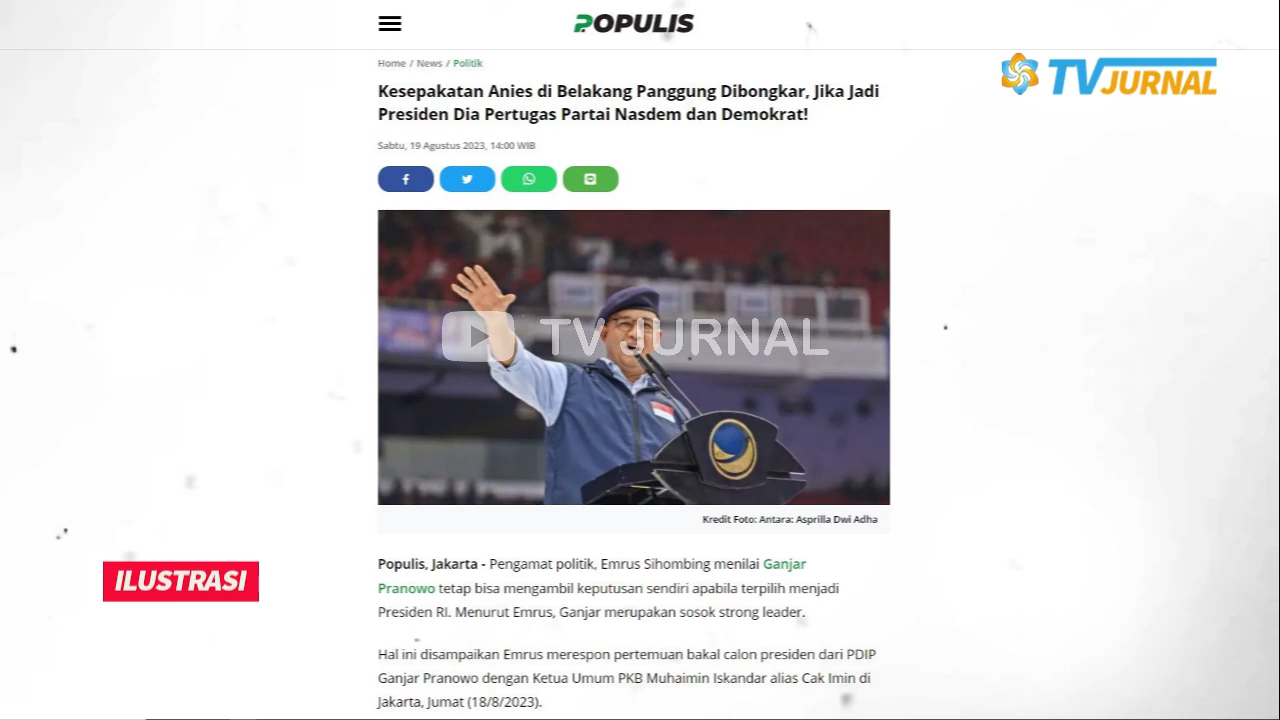 POPULIS
Home / News / Politik
TVJURNAL
Kesepakatan Anies di Belakang Panggung Dibongkar, Jika Jadi
Presiden Dia Pertugas Partai Nasdem dan Demokrat!
Sabtu, 19 Agustus 2023, 14:00 WIB
TV JURNAL
Kredit Foto: Antara: Asprilla Dwi Adha
Populis, Jakarta - Pengamat politik, Emrus Sihombing menilai Ganjar
Pranowo tetap bisa mengambil keputusan sendiri apabila terpilih menjadi
Presiden RI. Menurut Emrus, Ganjar merupakan sosok strong leader.
ILUSTRASI
Hal ini disampaikan Emrus merespon pertemuan bakal calon presiden dari PDIP
Ganjar Pranowo dengan Ketua Umum PKB Muhaimin Iskandar alias Cak Imin di
Jakarta, Jumat (18/8/2023).